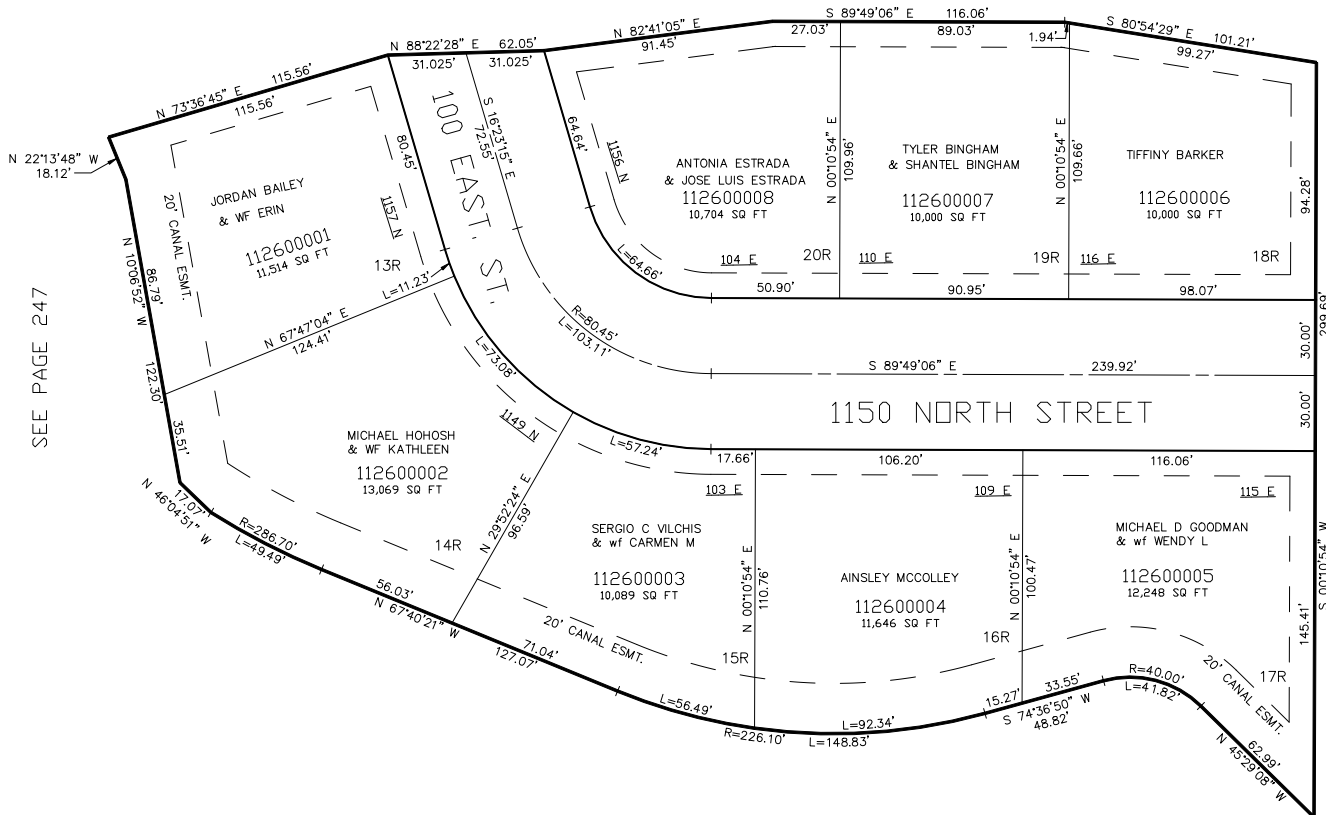 S 89°49'06" E 116.06'
27.03'
89.03'
1.94'
S 80°54'29" E 101.21'
99.27'
N 82°41'05" E
91.45'
N 88°22'28" E 62.05'
31.025'
31.025'
N 73°36'45" E 115.56'
115.56'
N 22°13'48" W
18.12'
20' CANAL ESMT.
JORDAN BAILEY
& WF ERIN
112600001
11,514 SQ FT
13R
1157 N
80.45'
L=11.23'
100 EAST. ST.
S 16°23'15" E
72.55'
64.64'
1156 N
L=64.66'
ANTONIA ESTRADA
& JOSE LUIS ESTRADA
112600008
10,704 SQ FT
104 E
20R
50.90'
N 00°10'54" E
109.96'
TYLER BINGHAM
& SHANTEL BINGHAM
112600007
10,000 SQ FT
110 E
19R
90.95'
N 00°10'54" E
109.66'
TIFFINY BARKER
112600006
10,000 SQ FT
116 E
18R
98.07'
94.28'
299.69'
30.00'
30.00'
S 00°10'54" W
SEE PAGE 247
N 10°06'52" W
86.79'
122.30'
35.51'
N 67°47'04" E
124.41'
R=80.45'
L=103.11'
L=73.08'
S 89°49'06" E 239.92'
1150 NORTH STREET
L=57.24'
17.66'
106.20'
116.06'
MICHAEL HOHOSH
& WF KATHLEEN
112600002
13,069 SQ FT
14R
1149 N
N 29°52'24" E
96.59'
17.07'
N 46°04'51" W
R=286.70'
L=49.49'
56.03'
N 67°40'21" W
71.04'
127.07'
103 E
SERGIO C VILCHIS
& wf CARMEN M
112600003
10,089 SQ FT
20' CANAL ESMT.
15R
N 00°10'54" E
110.76'
109 E
AINSLEY MCCOLLEY
112600004
11,646 SQ FT
16R
N 00°10'54" E
100.47'
115 E
MICHAEL D GOODMAN
& wf WENDY L
112600005
12,248 SQ FT
17R
145.41'
20' CANAL ESMT.
L=56.49'
R=226.10'
L=92.34'
L=148.83'
15.27'
33.55'
S 74°36'50" W
48.82'
R=40.00'
L=41.82'
62.99'
N 45°29'08" W